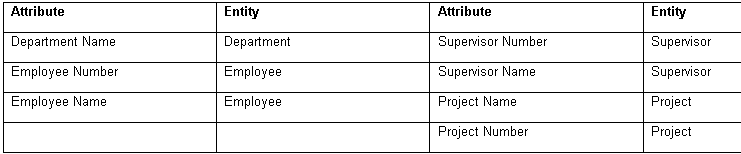 Attribute Entity Attribute Entity
Department Name Department Supervisor Number Supervisor
Employee Number Employee Supervisor Name Supervisor
Employee Name Employee Project Name Project
Project Number Project